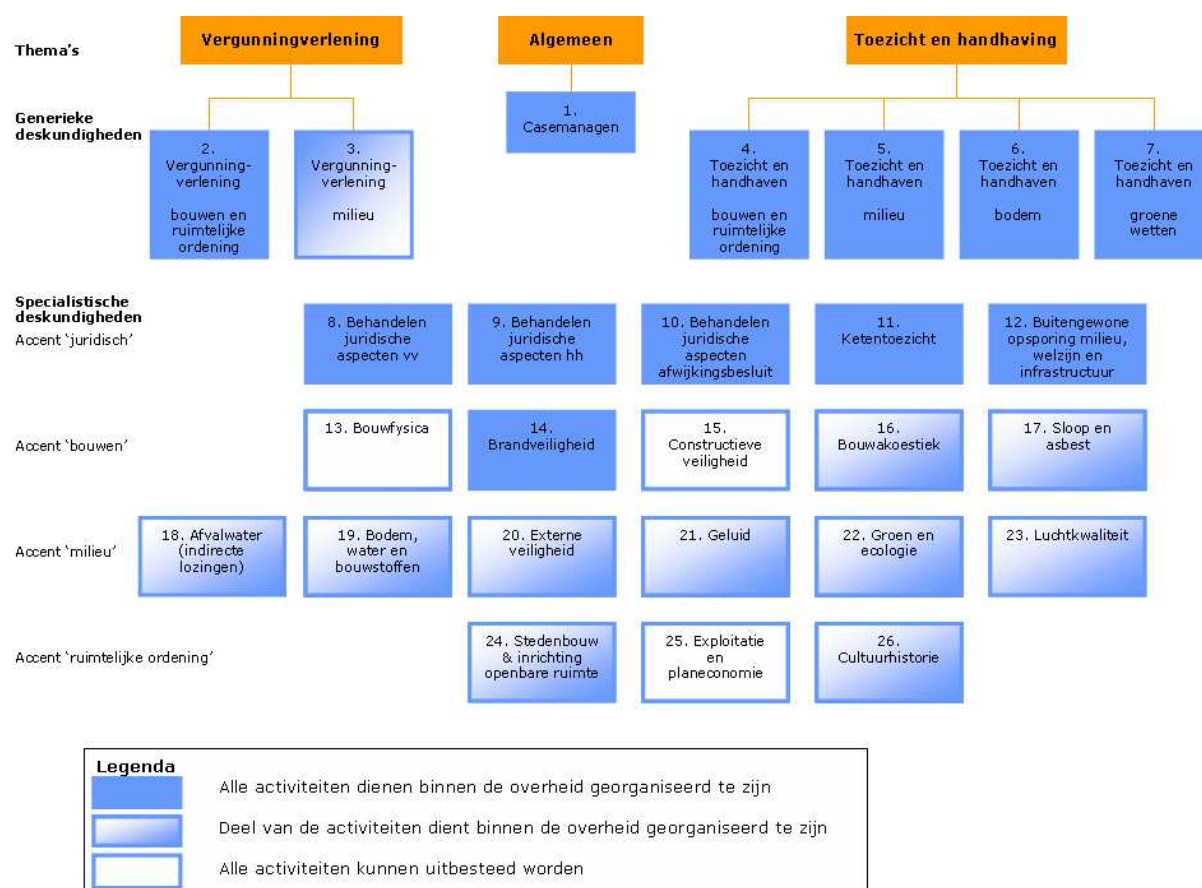 Thema's
Vergunningverlening
Algemeen
Toezicht en handhaving
Generieke
deskundigheden
1.
Casemanagen
2.
Vergunning-
verlening
bouwen en
ruimtelijke
ordening
3.
Vergunning-
verlening
milieu
4.
Toezicht en
handhaven
bouwen en
ruimtelijke
ordening
5.
Toezicht en
handhaven
milieu
6.
Toezicht en
handhaven
bodem
7.
Toezicht en
handhaven
groene
wetten
Specialistische
deskundigheden
Accent ‘juridisch’
8. Behandelen
juridische
aspecten vv
9. Behandelen
juridische
aspecten hh
10. Behandelen
juridische
aspecten
afwijkingsbesluit
11.
Ketentoezicht
12. Buitengewone
opsporing milieu,
welzijn en
infrastructuur
Accent ‘bouwen’
13. Bouwfysica
14.
Brandveiligheid
15.
Constructieve
veiligheid
16.
Bouwakoestiek
17. Sloop en
asbest
Accent ‘milieu’
18. Afvalwater
(indirecte
lozingen)
19. Bodem,
water en
bouwstoffen
20. Externe
veiligheid
21. Geluid
22. Groen en
ecologie
23. Luchtkwaliteit
Accent ‘ruimtelijke ordening’
24. Stedenbouw
& inrichting
openbare ruimte
25. Exploitatie
en
planeconomie
26.
Cultuurhistorie
Legenda
Alle activiteiten dienen binnen de overheid georganiseerd te zijn
Deel van de activiteiten dient binnen de overheid georganiseerd te zijn
Alle activiteiten kunnen uitbesteed worden